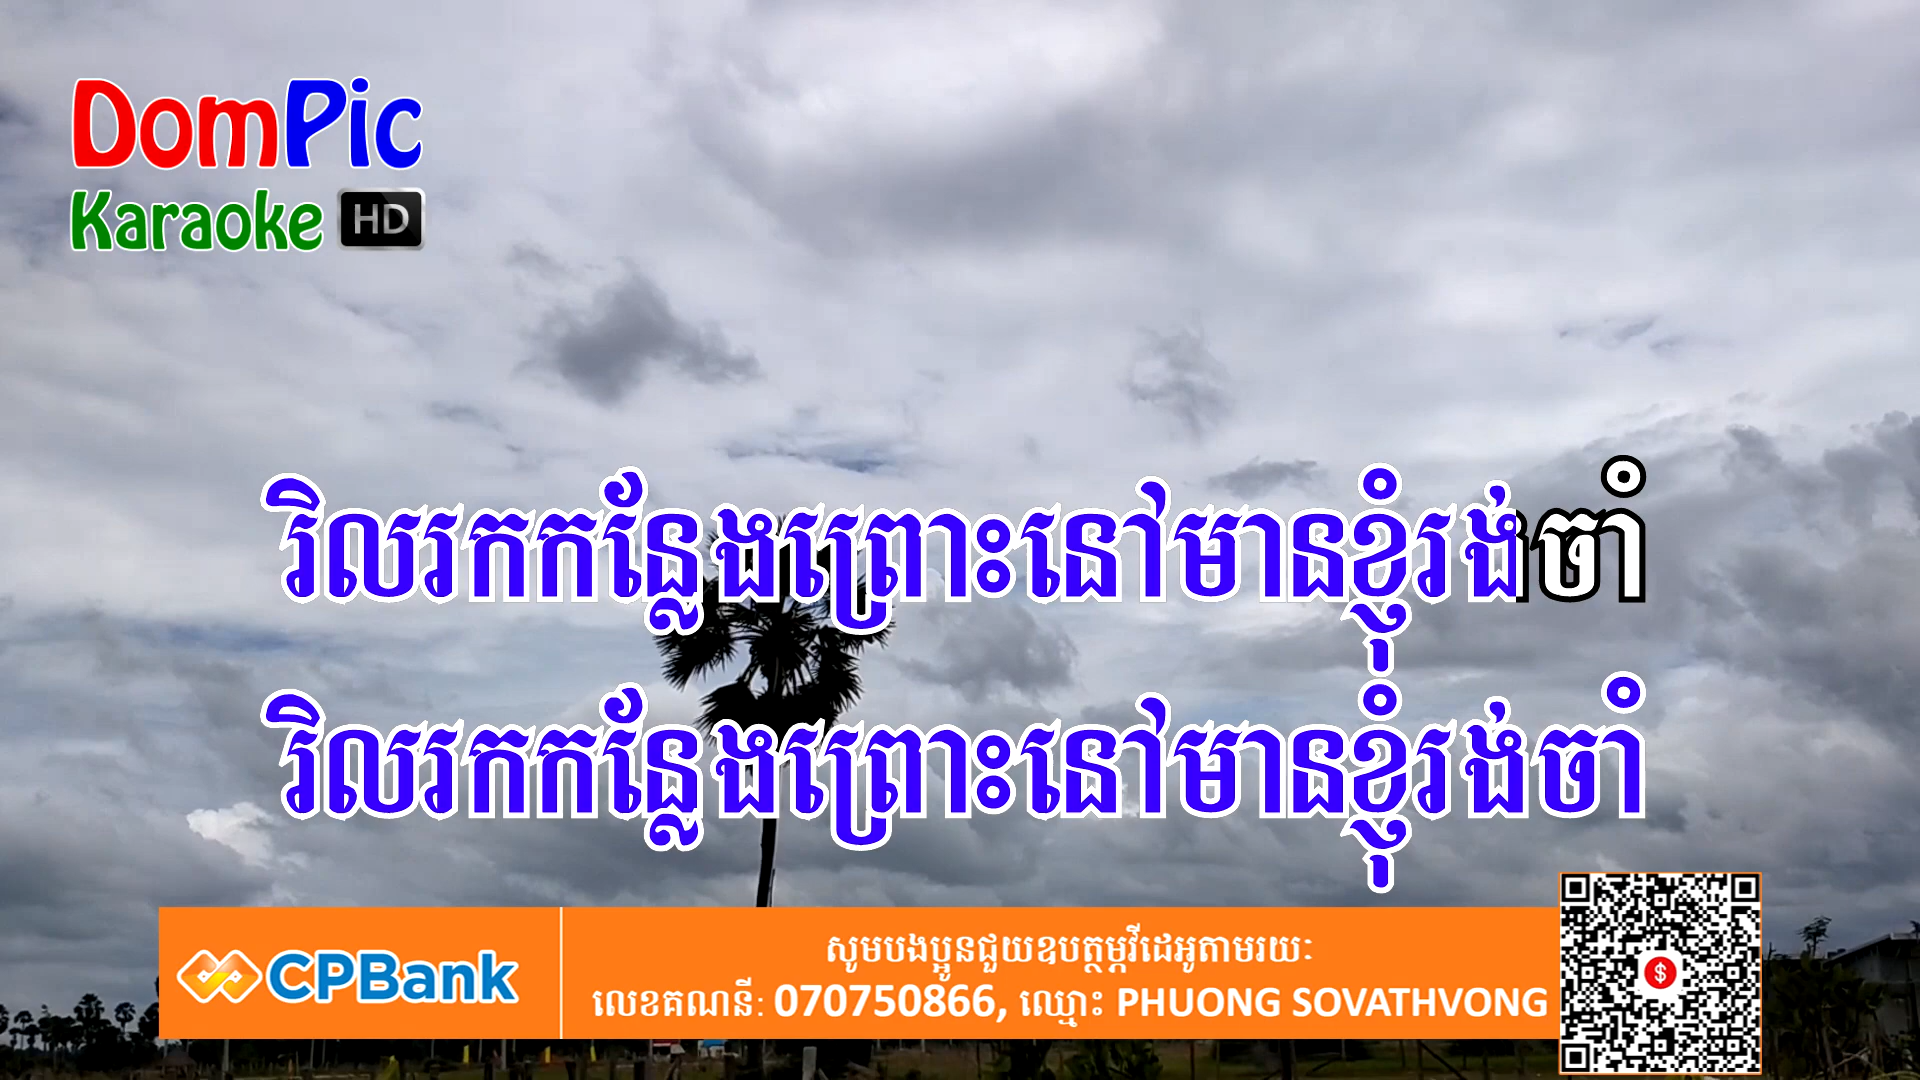 DomPic
Karaoke HD
វិលរកកន្លែងព្រោះនៅមានខ្ញុំរង់ចាំ
វិលរកកន្លែងព្រោះនៅមានខ្ញុំរង់ចាំ
CPBank
សូមបងប្អូនជួយឧបត្ថម្ភវីដេអូតាមរយៈ
លេខគណនី: 070750866, ឈ្មោះ PHUONG SOVATHVONG